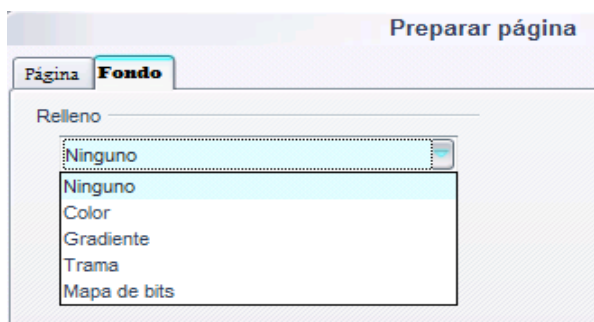 Preparar página
Página Fondo
Relleno
Ninguno
Ninguno
Color
Gradiente
Trama
Mapa de bits